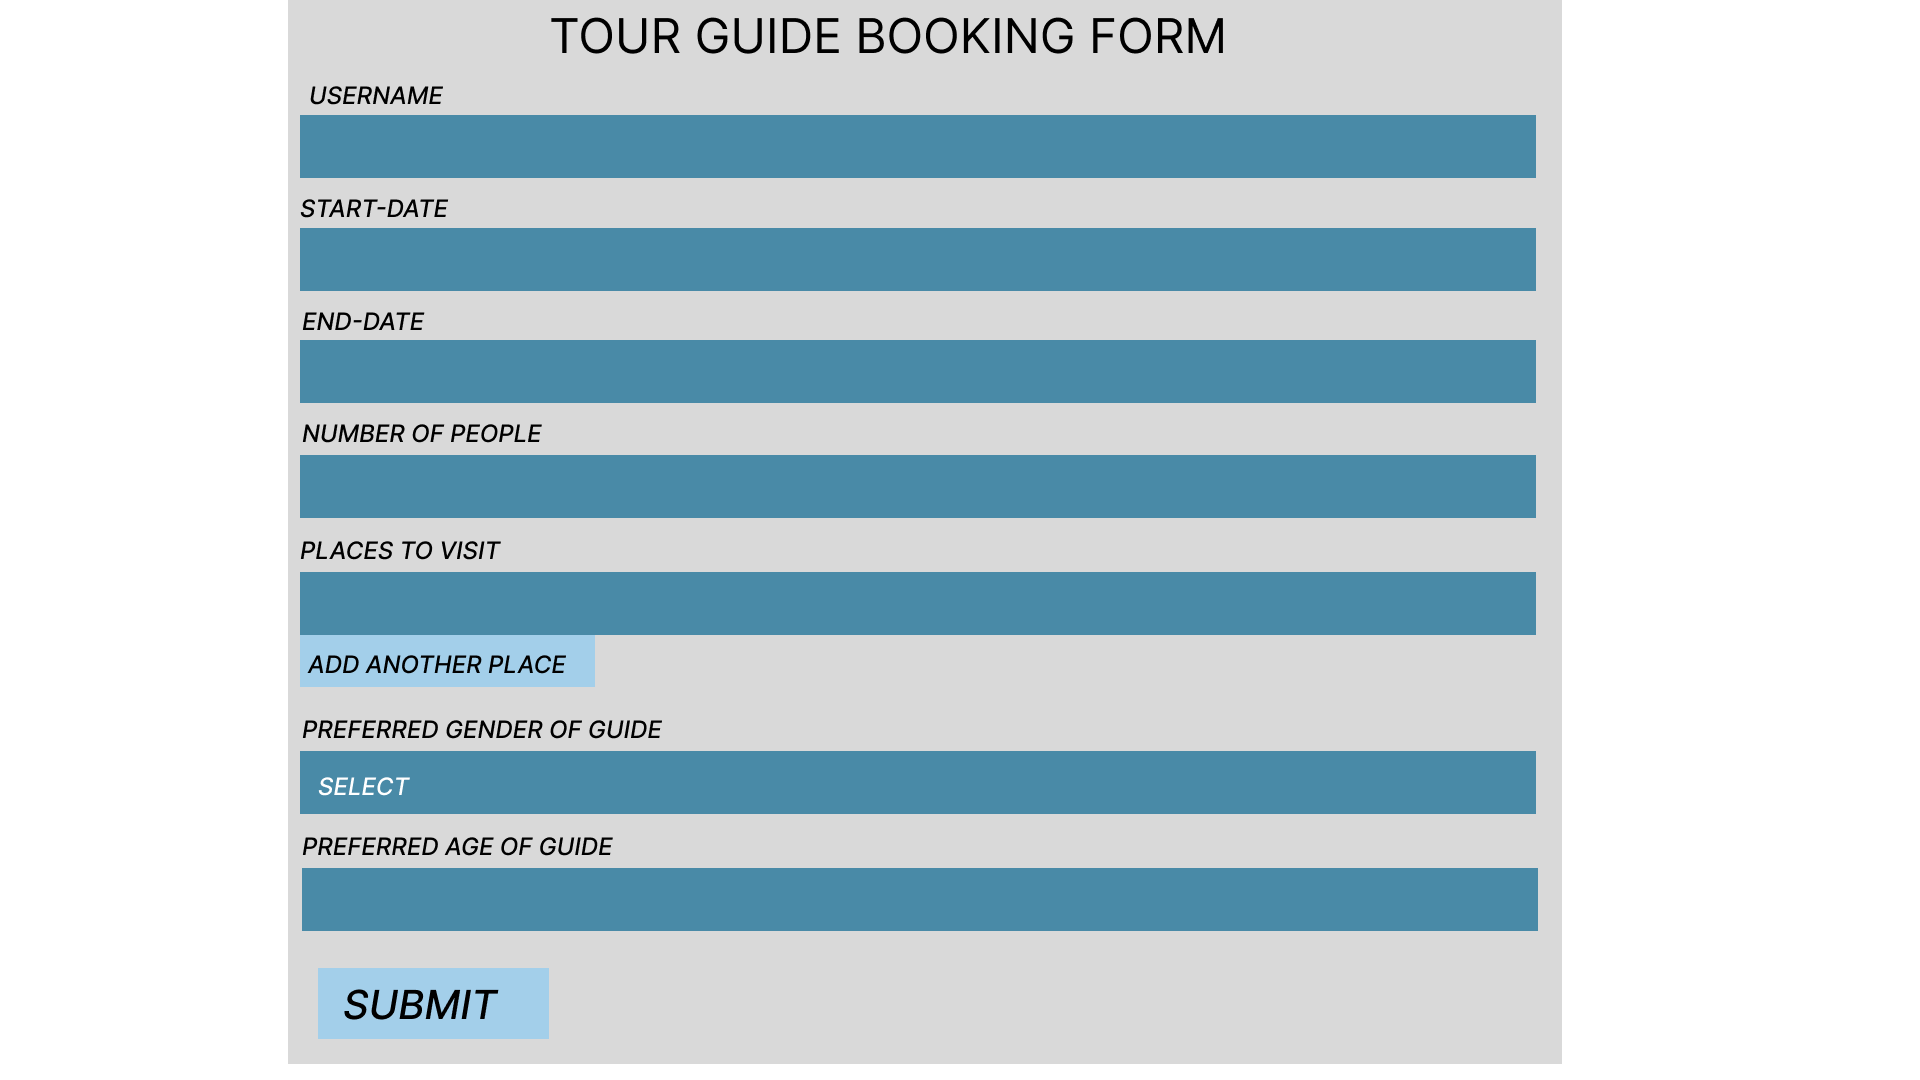 TOUR GUIDE BOOKING FORM
USERNAME
START-DATE
END-DATE
NUMBER OF PEOPLE
PLACES TO VISIT
ADD ANOTHER PLACE
PREFERRED GENDER OF GUIDE
SELECT
PREFERRED AGE OF GUIDE
SUBMIT